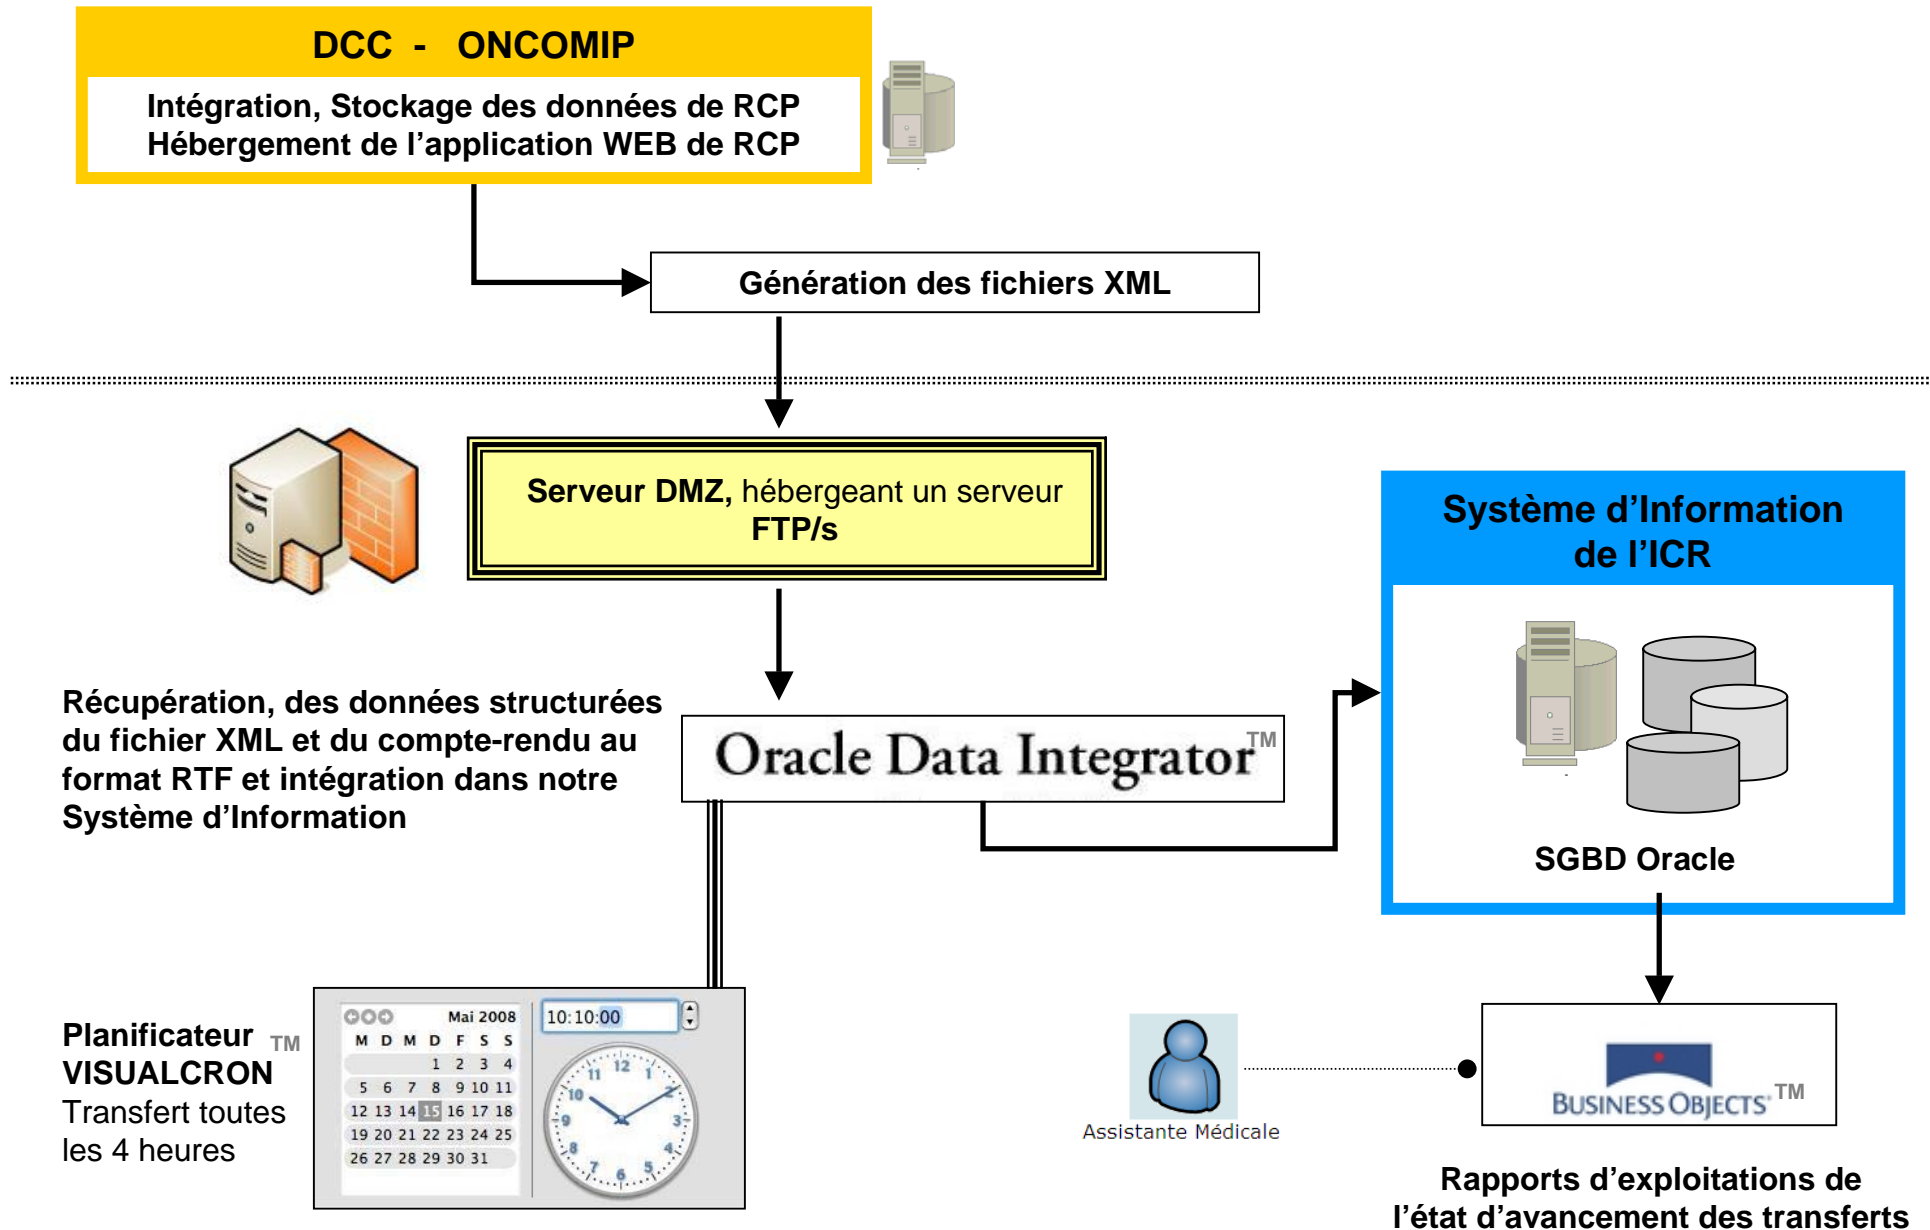 DCC - ONCOMIP
Intégration, Stockage des données de RCP
Hébergement de l’application WEB de RCP
Génération des fichiers XML
Serveur DMZ, hébergeant un serveur
FTP/s
Système d’Information
de l’ICR
SGBD Oracle
Récupération, des données structurées
du fichier XML et du compte-rendu au
format RTF et intégration dans notre
Système d’Information
Oracle Data Integrator TM
Planificateur TM
VISUALCRON
Transfert toutes
les 4 heures
Mai 2008
M D M D F S S
1 2 3 4
5 6 7 8 9 10 11
12 13 14 15 16 17 18
19 20 21 22 23 24 25
26 27 28 29 30 31
10:10:00
12 1 2 3 4 5 6 7 8 9 10 11
Assistante Médicale
BUSINESS OBJECTS TM
Rapports d’exploitations de
l’état d’avancement des transferts